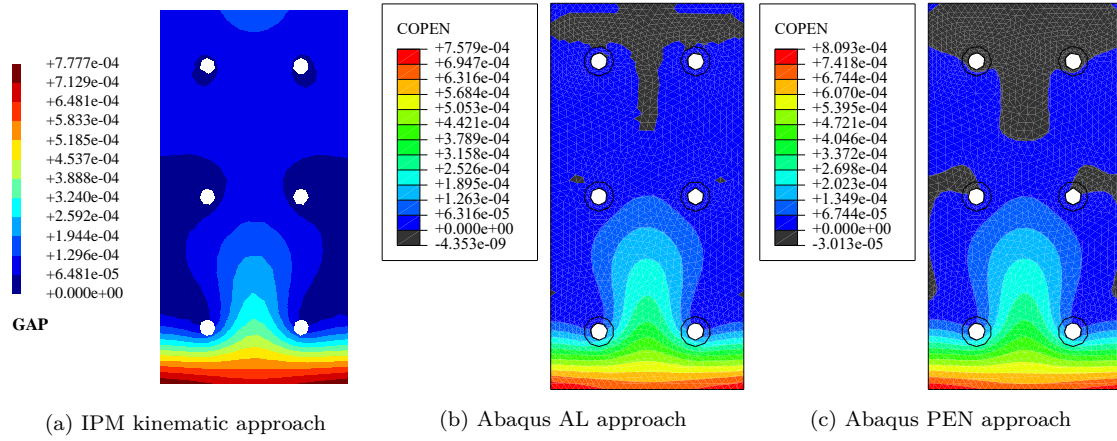 +7.777e-04
+7.129e-04
+6.481e-04
+5.833e-04
+5.185e-04
+4.537e-04
+3.888e-04
+3.240e-04
+2.592e-04
+1.944e-04
+1.296e-04
+6.481e-05
+0.000e+00
GAP
COPEN
+7.579e-04
+6.947e-04
+6.316e-04
+5.684e-04
+5.053e-04
+4.421e-04
+3.789e-04
+3.158e-04
+2.526e-04
+1.895e-04
+1.263e-04
+6.316e-05
+0.000e+00
-4.353e-09
COPEN
+8.093e-04
+7.418e-04
+6.744e-04
+6.070e-04
+5.395e-04
+4.721e-04
+4.046e-04
+3.372e-04
+2.698e-04
+2.023e-04
+1.349e-04
+6.744e-05
+0.000e+00
-3.013e-05
(a) IPM kinematic approach
(b) Abaqus AL approach
(c) Abaqus PEN approach